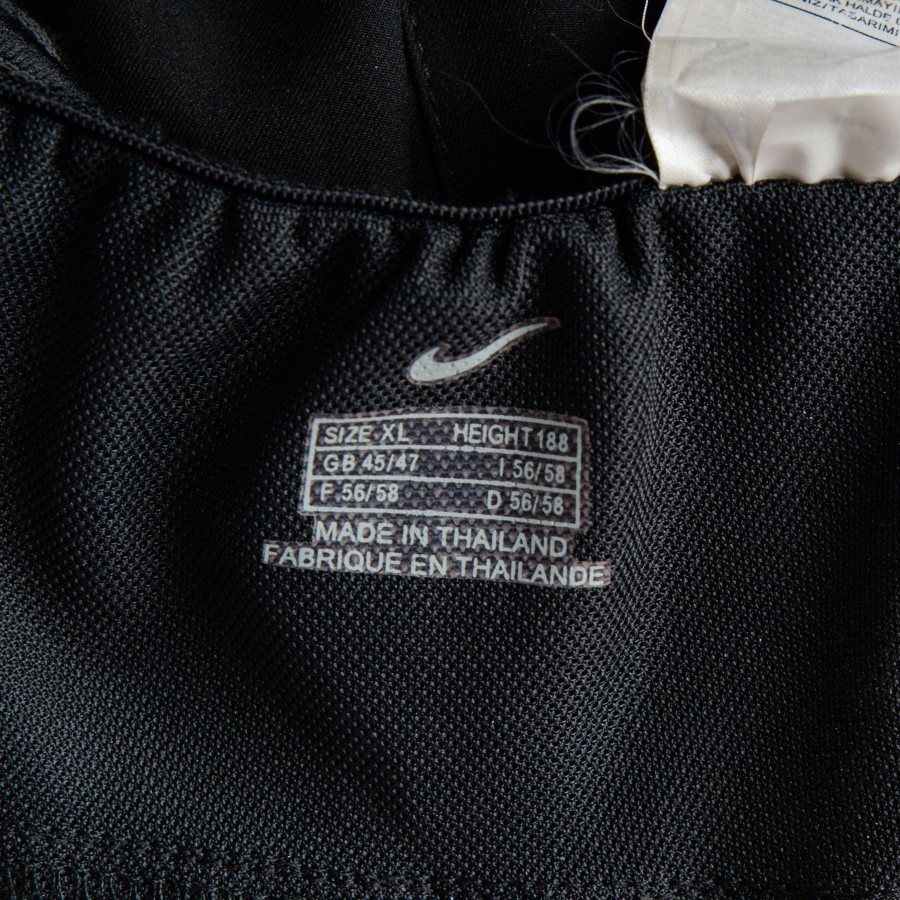 HALDE
SIZE XL HEIGHT 188
GB 45/47 I 56/58
F 56/58 D 56/58
MADE IN THAILAND
FABRIQUE EN THAILANDE